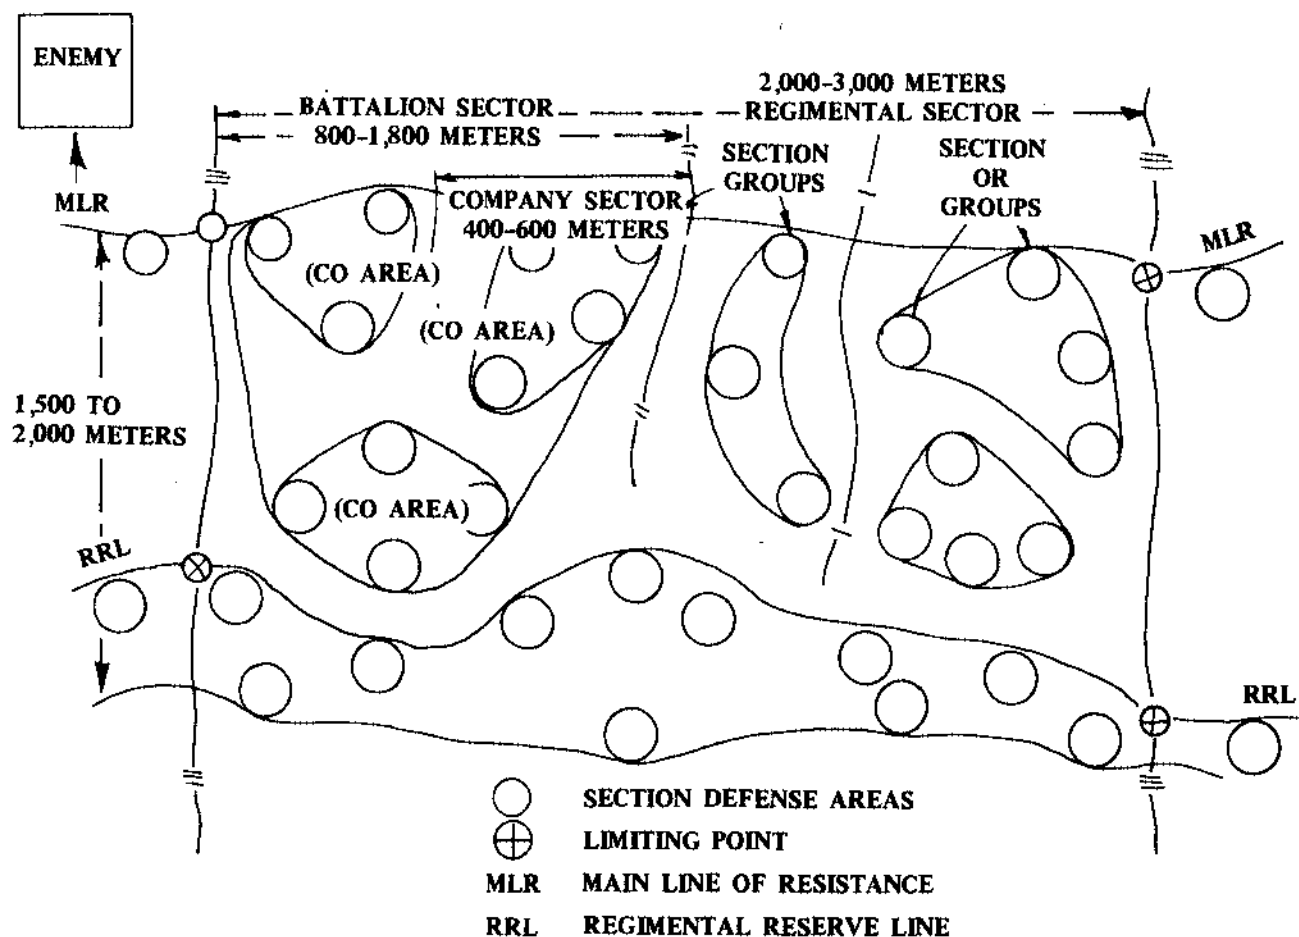 ENEMY
2,000-3,000 METERS
BATTALION SECTOR
REGIMENTAL SECTOR
800-1,800 METERS
SECTION
GROUPS
SECTION
OR
GROUPS
MLR
COMPANY SECTOR
400-600 METERS
MLR
(CO AREA)
(CO AREA)
1,500 TO
2,000 METERS
(CO AREA)
RRL
RRL
SECTION DEFENSE AREAS
LIMITING POINT
MLR MAIN LINE OF RESISTANCE
RRL REGIMENTAL RESERVE LINE